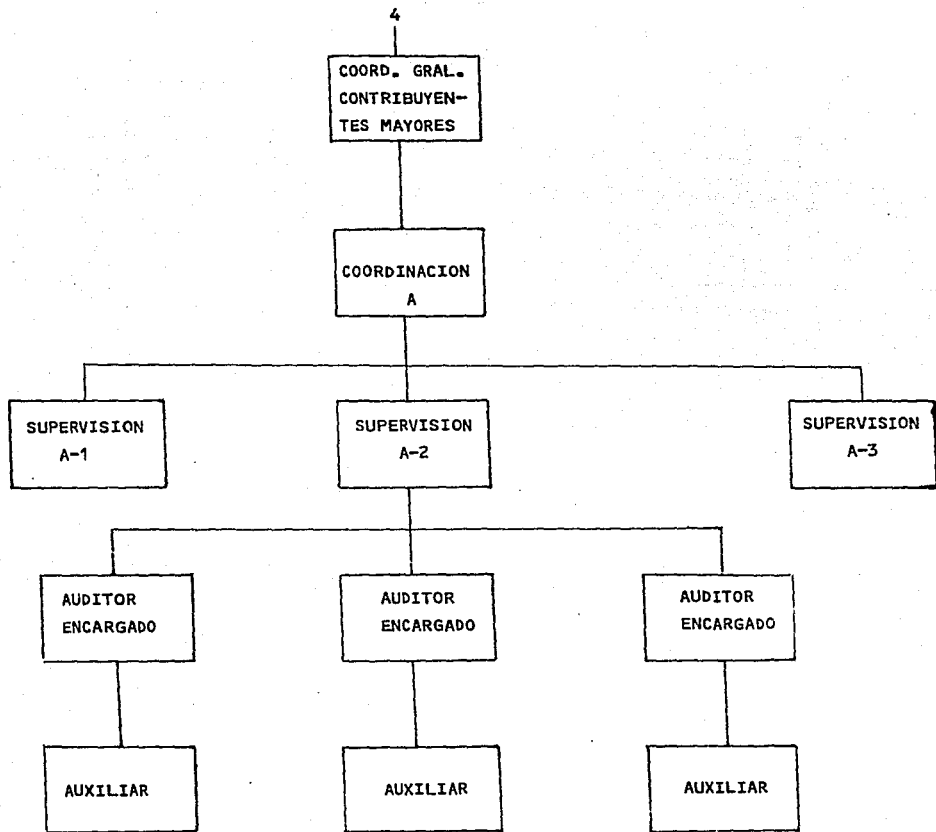 4
COORD. GRAL.
CONTRIBUYEN-
TES MAYORES
COORDINACION
A
SUPERVISION
A-1
SUPERVISION
A-2
SUPERVISION
A-3
AUDITOR
ENCARGADO
AUDITOR
ENCARGADO
AUDITOR
ENCARGADO
AUXILIAR
AUXILIAR
AUXILIAR